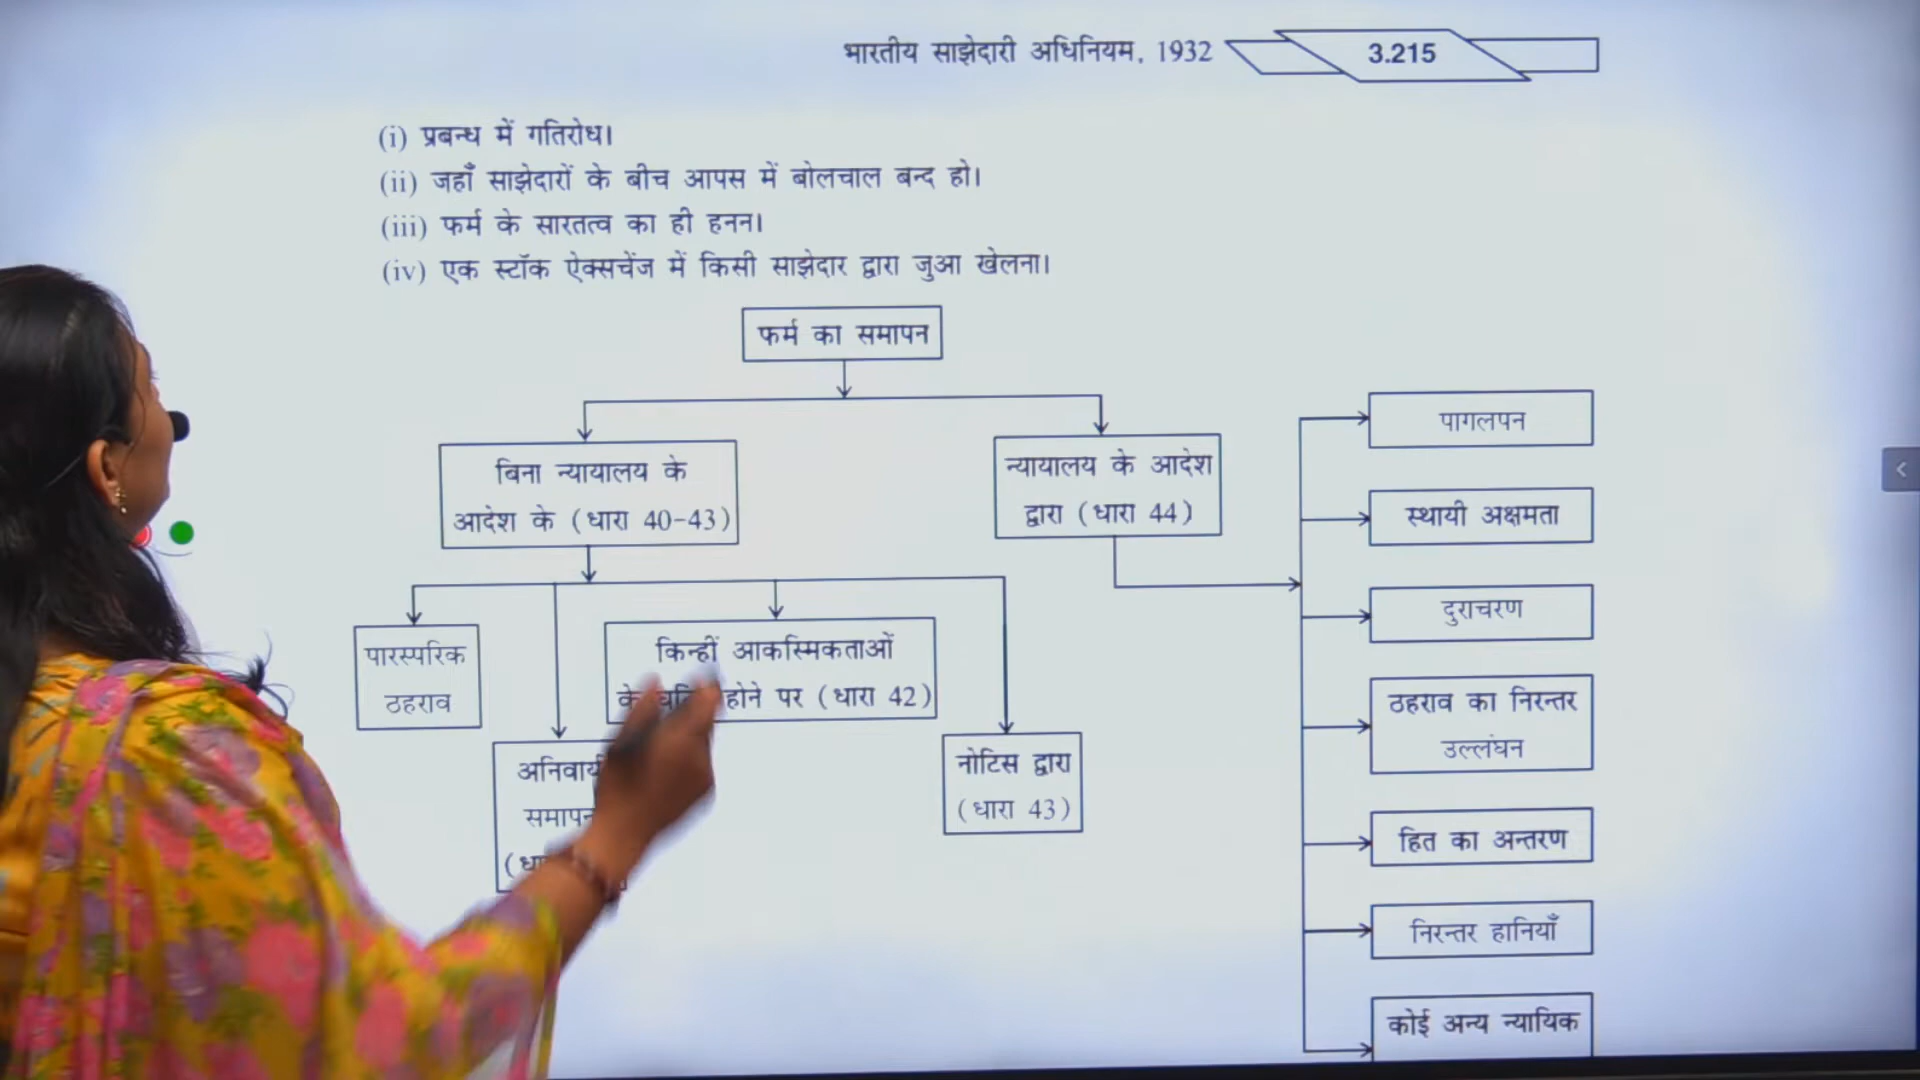 भारतीय साझेदारी अधिनियम, 1932
3.215
(i) प्रबन्ध में गतिरोध।
(ii) जहाँ साझेदारों के बीच आपस में बोलचाल बन्द हो।
(iii) फर्म के सारतत्व का ही हनन।
(iv) एक स्टॉक ऐक्सचेंज में किसी साझेदार द्वारा जुआ खेलना।
फर्म का समापन
बिना न्यायालय के
आदेश के (धारा 40-43)
न्यायालय के आदेश
द्वारा (धारा 44)
पारस्परिक
ठहराव
अनिवार्य
समापन
किन्हीं आकस्मिकताओं
के होने पर (धारा 42)
नोटिस द्वारा
(धारा 43)
पागलपन
स्थायी अक्षमता
दुराचरण
ठहराव का निरन्तर
उल्लंघन
हित का अन्तरण
निरन्तर हानियाँ
कोई अन्य न्यायिक